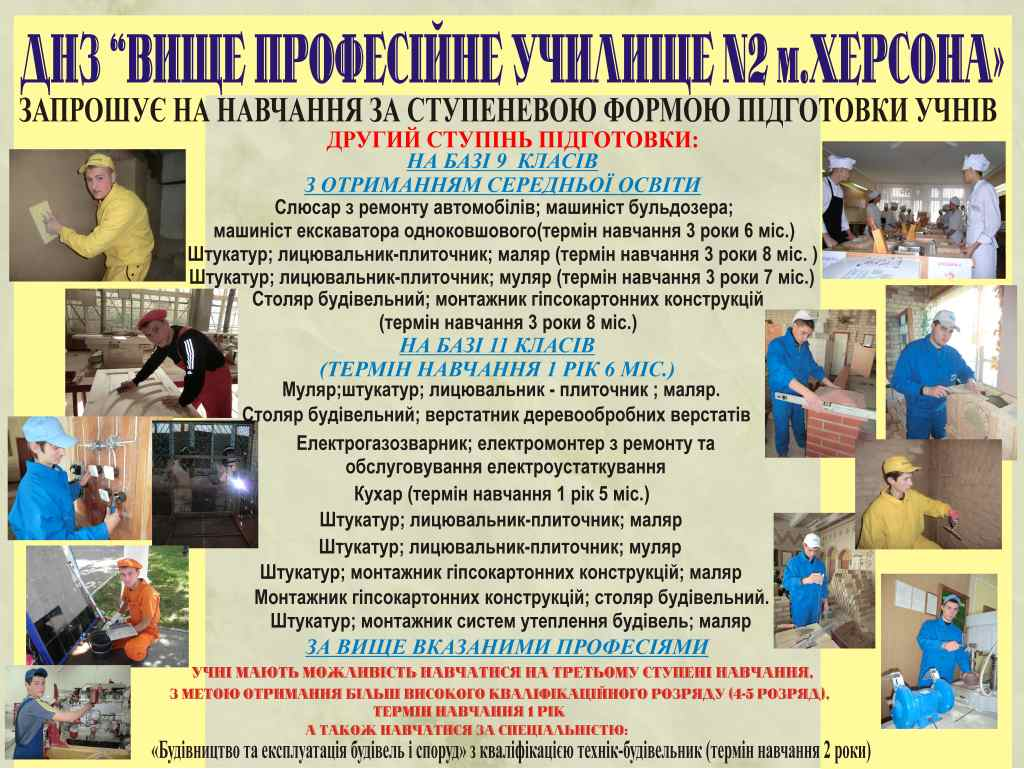 ДНЗ “ВИЩЕ ПРОФЕСІЙНЕ УЧИЛИЩЕ N2 м.ХЕРСОНА»
ЗАПРОШУЄ НА НАВЧАННЯ ЗА СТУПЕНЕВОЮ ФОРМОЮ ПІДГОТОВКИ УЧНІВ
ДРУГИЙ СТУПІНЬ ПІДГОТОВКИ:
НА БАЗІ 9 КЛАСІВ
З ОТРИМАННЯМ СЕРЕДНЬОЇ ОСВІТИ
Слюсар з ремонту автомобілів; машиніст бульдозера;
машиніст екскаватора одноковшового(термін навчання 3 роки 6 міс.)
Штукатур; лицювальник-плиточник; маляр (термін навчання 3 роки 8 міс. )
Штукатур; лицювальник-плиточник; муляр (термін навчання 3 роки 7 міс.)
Столяр будівельний; монтажник гіпсокартонних конструкцій
(термін навчання 3 роки 8 міс.)
НА БАЗІ 11 КЛАСІВ
(ТЕРМІН НАВЧАННЯ 1 РІК 6 МІС.)
Муляр;штукатур; лицювальник - плиточник ; маляр.
Столяр будівельний; верстатник деревообробних верстатів
Електрогазозварник; електромонтер з ремонту та
обслуговування електроустаткування
Кухар (термін навчання 1 рік 5 міс.)
Штукатур; лицювальник-плиточник; маляр
Штукатур; лицювальник-плиточник; муляр
Штукатур; монтажник гіпсокартонних конструкцій; маляр
Монтажник гіпсокартонних конструкцій; столяр будівельний.
Штукатур; монтажник систем утеплення будівель; маляр
ЗА ВИЩЕ ВКАЗАНИМИ ПРОФЕСІЯМИ
УЧНІ МАЮТЬ МОЖЛИВІСТЬ НАВЧАТИСЯ НА ТРЕТЬОМУ СТУПЕНІ НАВЧАННЯ,
З МЕТОЮ ОТРИМАННЯ БІЛЬШ ВИСОКОГО КВАЛІФІКАЦІЙНОГО РОЗРЯДУ (4-5 РОЗРЯД).
ТЕРМІН НАВЧАННЯ 1 РІК
А ТАКОЖ НАВЧАТИСЯ ЗА СПЕЦІАЛЬНІСТЮ:
«Будівництво та експлуатація будівель і споруд» з кваліфікацією технік-будівельник (термін навчання 2 роки)